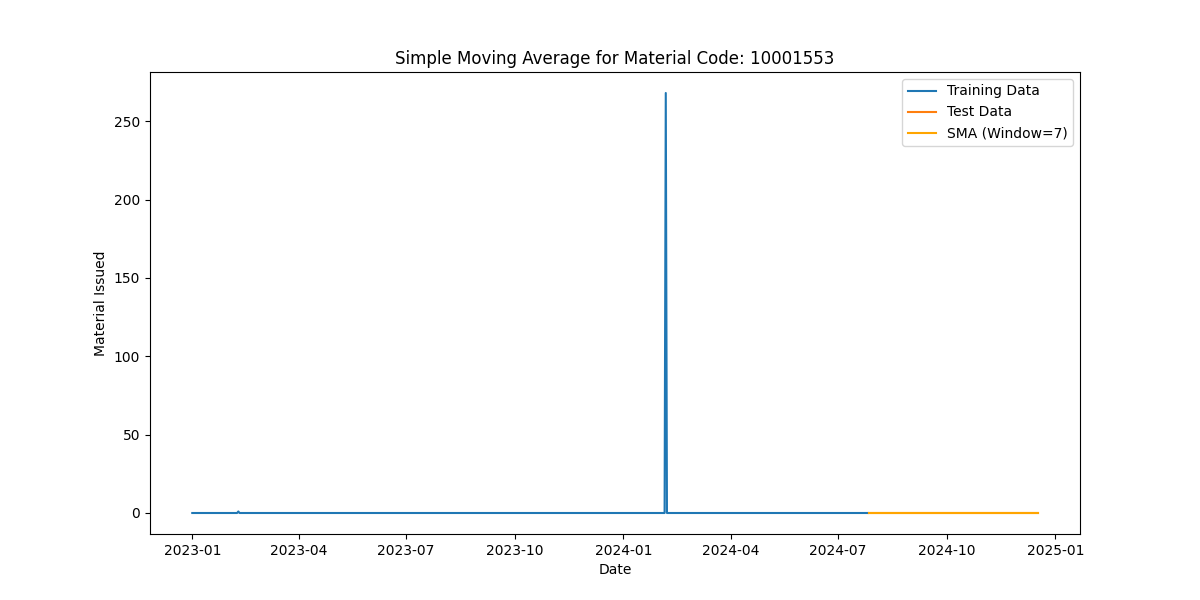 Simple Moving Average for Material Code: 10001553
Training Data
Test Data
SMA (Window=7)
Material Issued
250
200
150
100
50
0
2023-01 2023-04 2023-07 2023-10 2024-01 2024-04 2024-07 2024-10 2025-01
Date